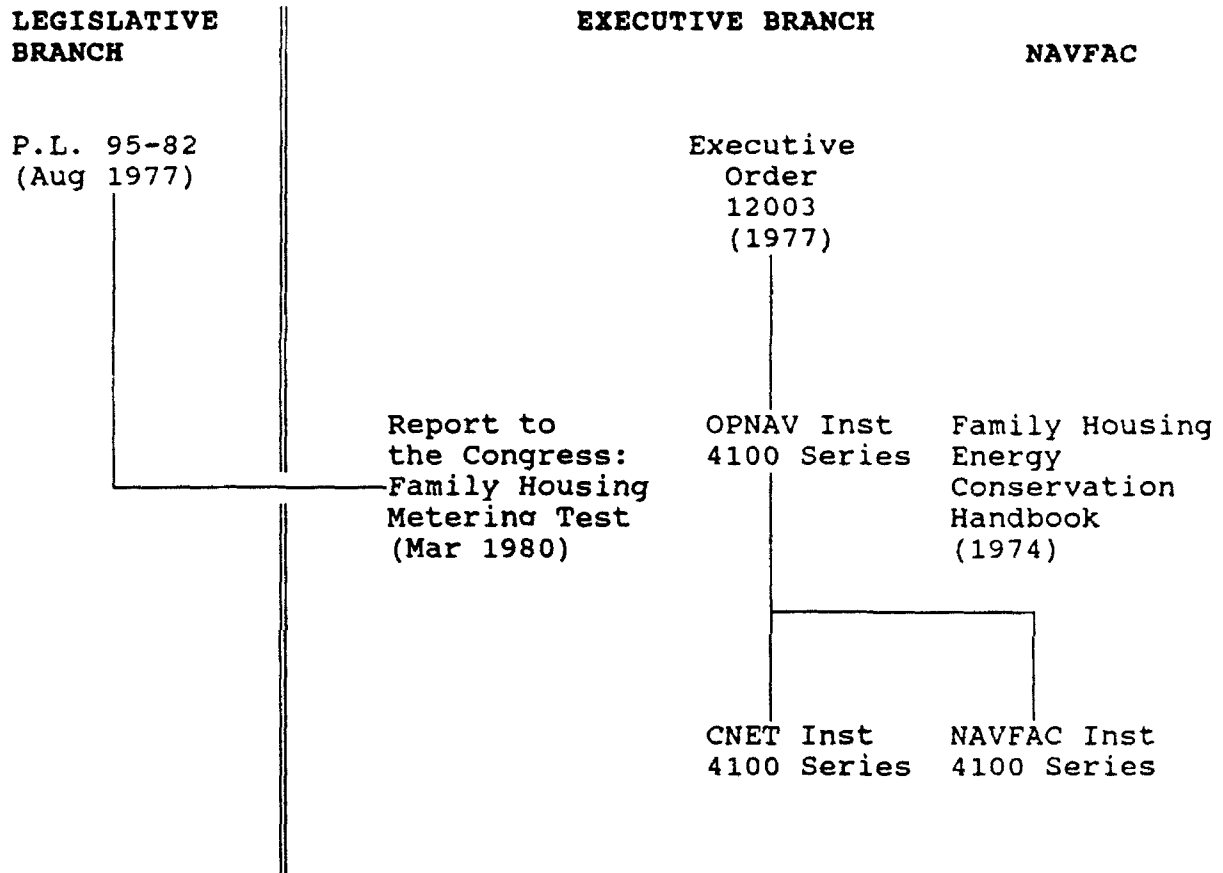 LEGISLATIVE
BRANCH
EXECUTIVE BRANCH
NAVFAC
P.L. 95-82
(Aug 1977)
Executive
Order
12003
(1977)
Report to
the Congress:
Family Housing
Metering Test
(Mar 1980)
OPNAV Inst
4100 Series
Family Housing
Energy
Conservation
Handbook
(1974)
CNET Inst
4100 Series
NAVFAC Inst
4100 Series